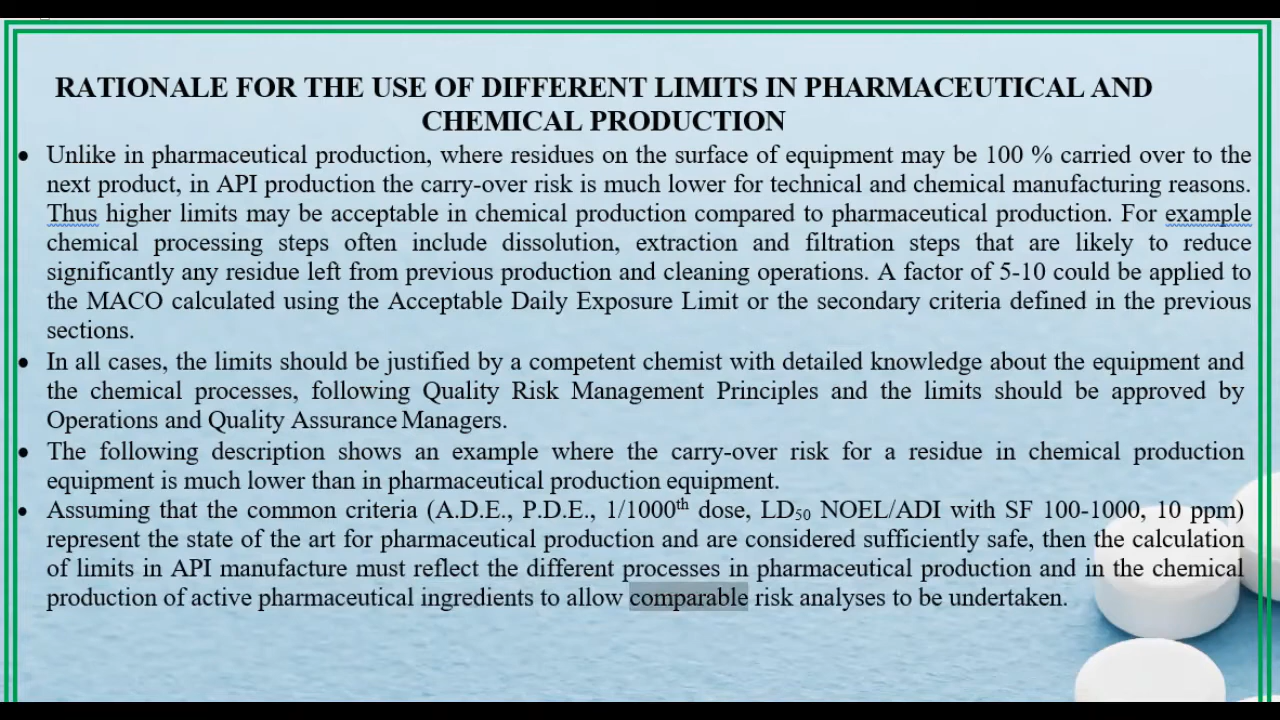 RATIONALE FOR THE USE OF DIFFERENT LIMITS IN PHARMACEUTICAL AND
CHEMICAL PRODUCTION
• Unlike in pharmaceutical production, where residues on the surface of equipment may be 100 % carried over to the
next product, in API production the carry-over risk is much lower for technical and chemical manufacturing reasons.
Thus higher limits may be acceptable in chemical production compared to pharmaceutical production. For example
chemical processing steps often include dissolution, extraction and filtration steps that are likely to reduce
significantly any residue left from previous production and cleaning operations. A factor of 5-10 could be applied to
the MACO calculated using the Acceptable Daily Exposure Limit or the secondary criteria defined in the previous
sections.
• In all cases, the limits should be justified by a competent chemist with detailed knowledge about the equipment and
the chemical processes, following Quality Risk Management Principles and the limits should be approved by
Operations and Quality Assurance Managers.
• The following description shows an example where the carry-over risk for a residue in chemical production
equipment is much lower than in pharmaceutical production equipment.
• Assuming that the common criteria (A.D.E., P.D.E., 1/1000th dose, LD50 NOEL/ADI with SF 100-1000, 10 ppm)
represent the state of the art for pharmaceutical production and are considered sufficiently safe, then the calculation
of limits in API manufacture must reflect the different processes in pharmaceutical production and in the chemical
production of active pharmaceutical ingredients to allow comparable risk analyses to be undertaken.